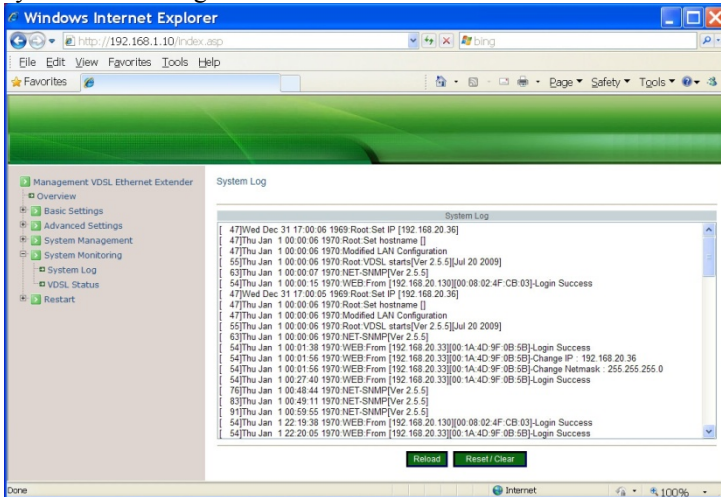 Windows Internet Explorer
http://192.168.1.10/index.asp
bing
File Edit View Favorites Tools Help
Favorites
Page Safety Tools
Management VDSL Ethernet Extender
Overview
Basic Settings
Advanced Settings
System Management
System Monitoring
System Log
VDSL Status
Restart
System Log
System Log
[ 47]Wed Dec 31 17:00:06 1969:Root:Set IP [192.168.20.36]
[ 47]Thu Jan 1 00:00:06 1970:Root:Set hostname []
[ 47]Thu Jan 1 00:00:06 1970:Modified LAN Configuration
[ 55]Thu Jan 1 00:00:06 1970:Root:VDSL starts[Ver 2.5.5][Jul 20 2009]
[ 63]Thu Jan 1 00:00:07 1970:NET-SNMP[Ver 2.5.5]
[ 54]Thu Jan 1 00:00:15 1970:WEB:From [192.168.20.130][00:08:02:4F:CB:03]-Login Success
[ 47]Wed Dec 31 17:00:05 1969:Root:Set IP [192.168.20.36]
[ 47]Thu Jan 1 00:00:06 1970:Root:Set hostname []
[ 47]Thu Jan 1 00:00:06 1970:Modified LAN Configuration
[ 55]Thu Jan 1 00:00:06 1970:Root:VDSL starts[Ver 2.5.5][Jul 20 2009]
[ 63]Thu Jan 1 00:00:06 1970:NET-SNMP[Ver 2.5.5]
[ 54]Thu Jan 1 00:01:38 1970:WEB:From [192.168.20.33][00:1A:4D:9F:0B:5B]-Login Success
[ 54]Thu Jan 1 00:01:56 1970:WEB:From [192.168.20.33][00:1A:4D:9F:0B:5B]-Change IP : 192.168.20.36
[ 54]Thu Jan 1 00:01:56 1970:WEB:From [192.168.20.33][00:1A:4D:9F:0B:5B]-Change Netmask : 255.255.255.0
[ 54]Thu Jan 1 00:27:40 1970:WEB:From [192.168.20.33][00:1A:4D:9F:0B:5B]-Login Success
[ 76]Thu Jan 1 00:48:44 1970:NET-SNMP[Ver 2.5.5]
[ 83]Thu Jan 1 00:49:11 1970:NET-SNMP[Ver 2.5.5]
[ 91]Thu Jan 1 00:59:55 1970:NET-SNMP[Ver 2.5.5]
[ 54]Thu Jan 1 22:19:38 1970:WEB:From [192.168.20.130][00:08:02:4F:CB:03]-Login Success
[ 54]Thu Jan 1 22:20:05 1970:WEB:From [192.168.20.33][00:1A:4D:9F:0B:5B]-Login Success
Reload Reset/Clear
Done Internet 100%